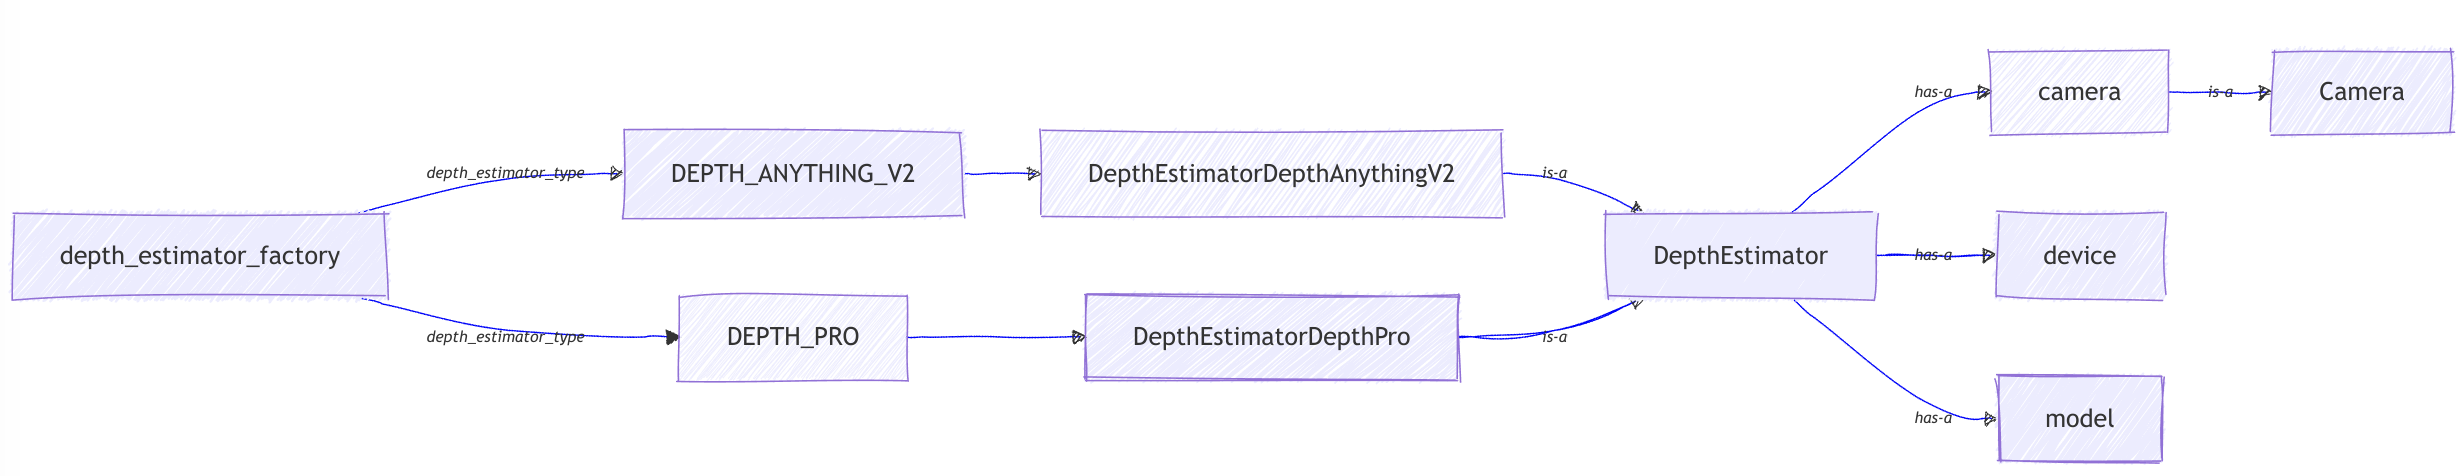 depth_estimator_factory
depth_estimator_type
DEPTH_ANYTHING_V2
DepthEstimatorDepthAnythingV2
is-a
depth_estimator_type
DEPTH_PRO
DepthEstimatorDepthPro
is-a
DepthEstimator
has-a
camera
is-a
Camera
has-a
device
has-a
model